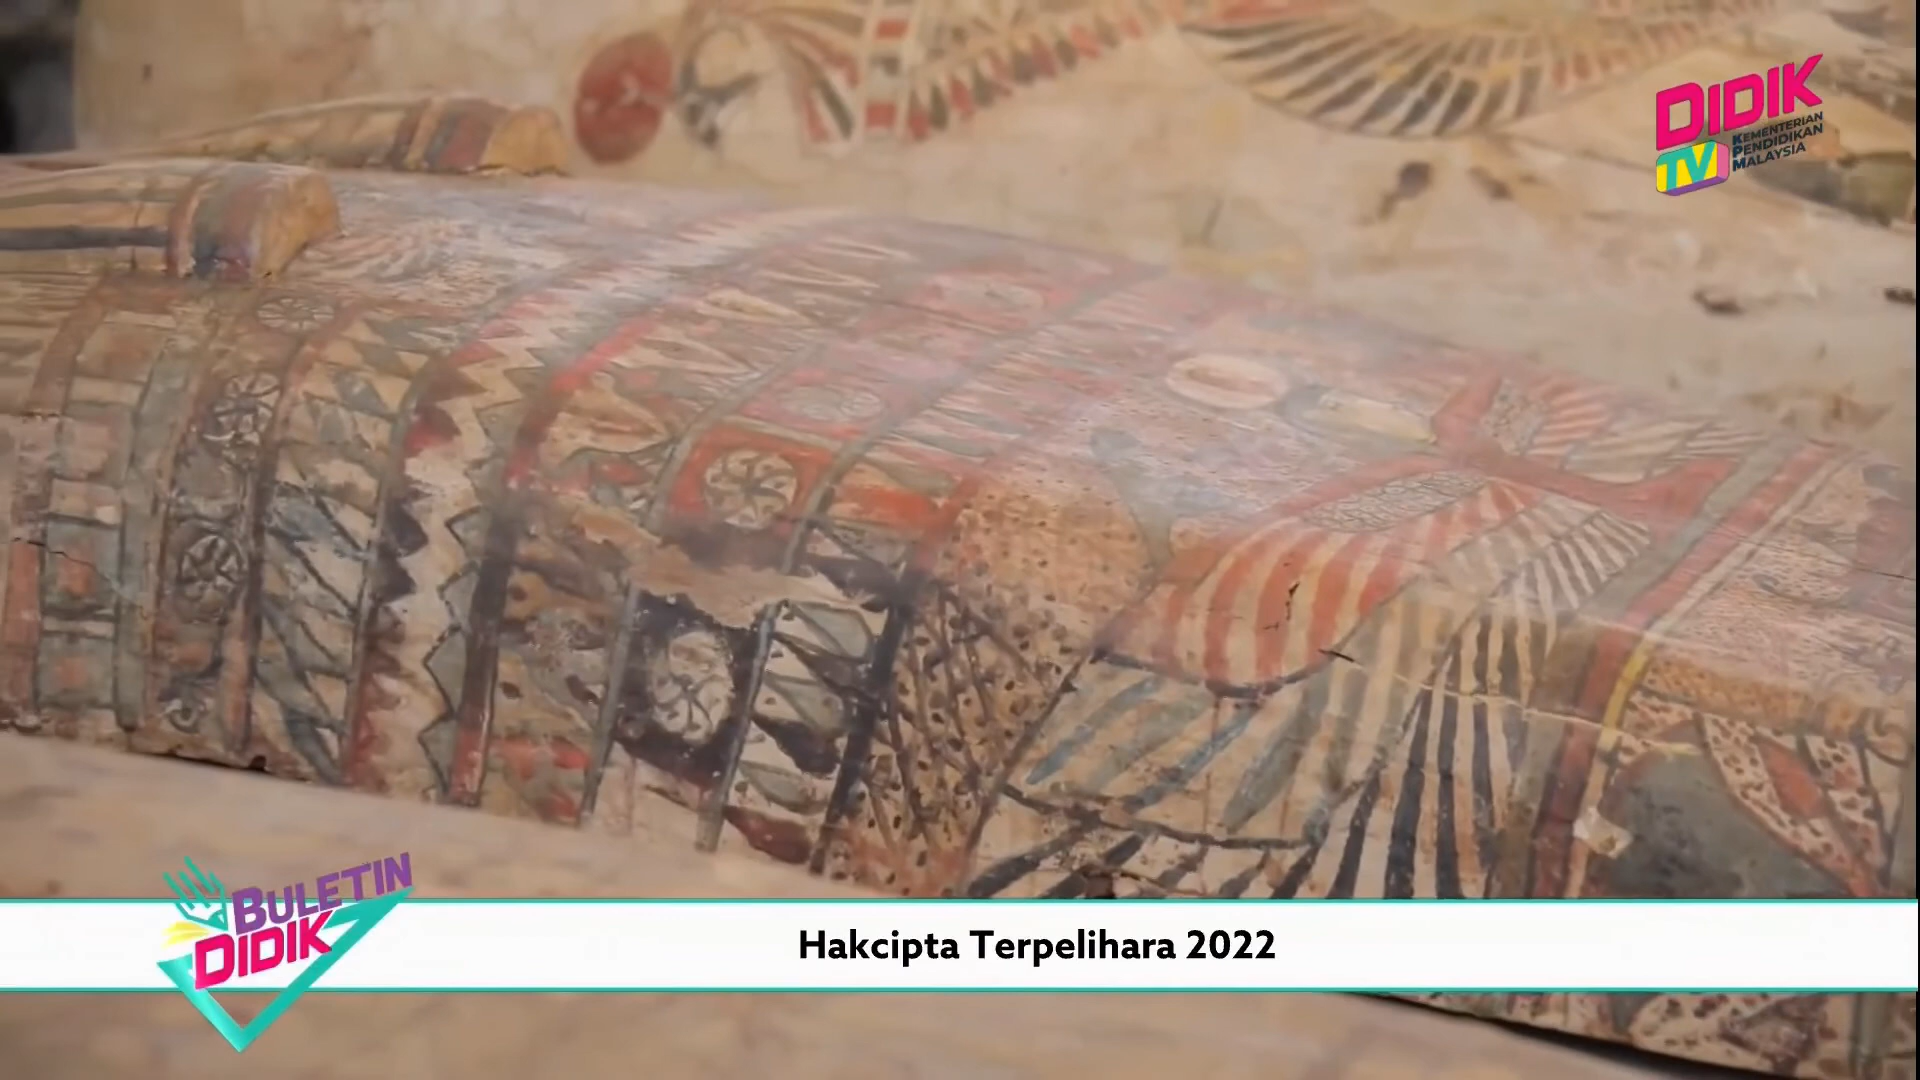 DIDIK
TV
KEMENTERIAN
PENDIDIKAN
MALAYSIA
BULETIN
DIDIK
Hakcipta Terpelihara 2022